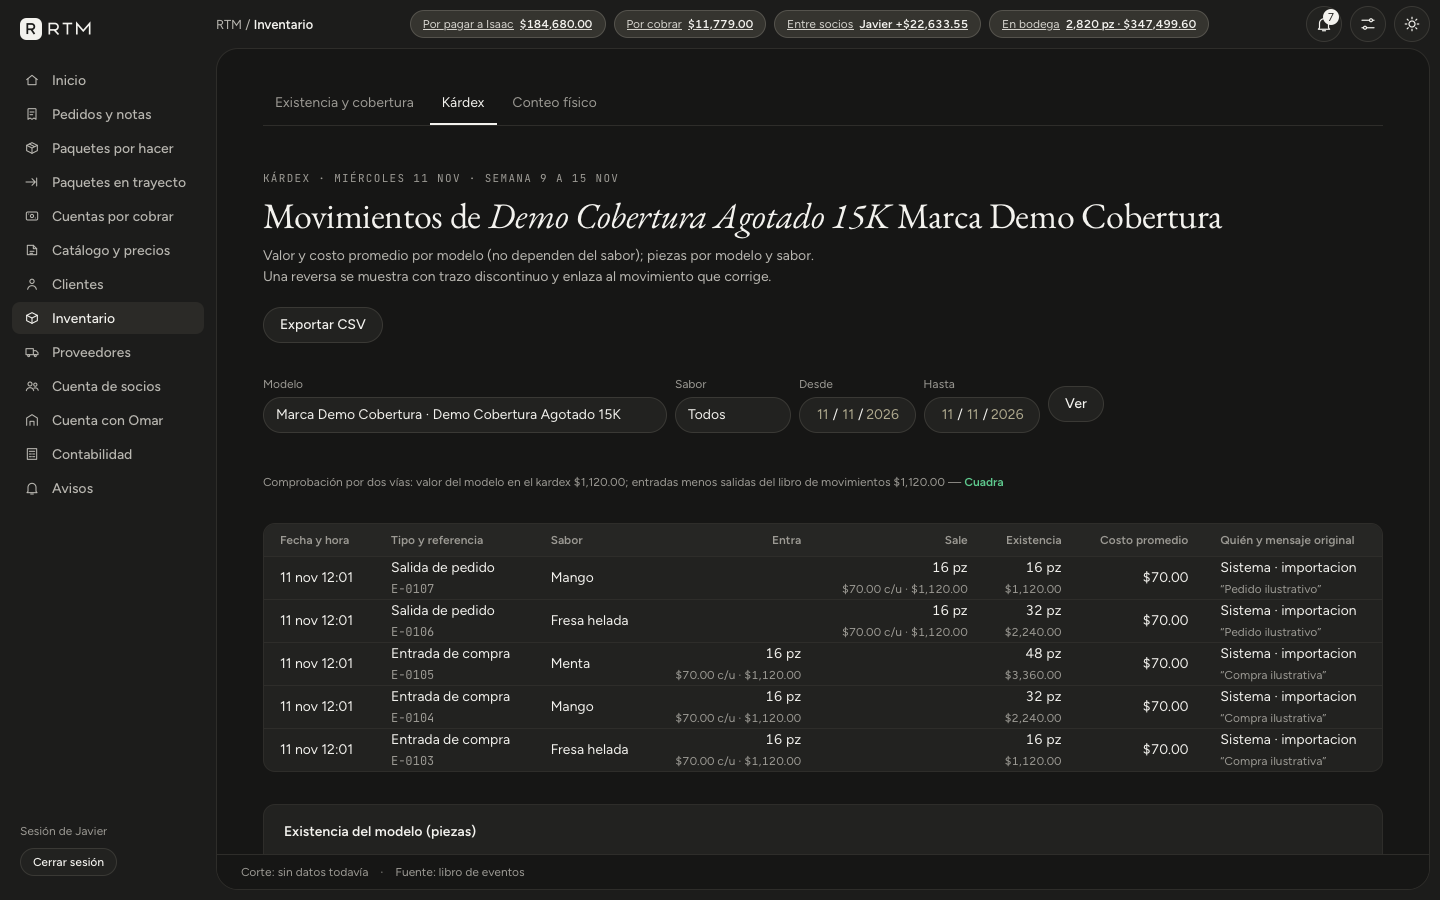 R RTM
RTM / Inventario
Por pagar a Isaac $184,680.00
Por cobrar $11,779.00
Entre socios Javier +$22,633.55
En bodega 2,820 pz · $347,499.60
7
Inicio
Pedidos y notas
Paquetes por hacer
Paquetes en trayecto
Cuentas por cobrar
Catálogo y precios
Clientes
Inventario
Proveedores
Cuenta de socios
Cuenta con Omar
Contabilidad
Avisos
Sesión de Javier
Cerrar sesión
Existencia y cobertura Kárdex Conteo físico
KÁRDEX · MIÉRCOLES 11 NOV · SEMANA 9 A 15 NOV
Movimientos de Demo Cobertura Agotado 15K Marca Demo Cobertura
Valor y costo promedio por modelo (no dependen del sabor); piezas por modelo y sabor.
Una reversa se muestra con trazo discontinuo y enlaza al movimiento que corrige.
Exportar CSV
Modelo Sabor Desde Hasta
Marca Demo Cobertura · Demo Cobertura Agotado 15K Todos 11 / 11 / 2026 11 / 11 / 2026 Ver
Comprobación por dos vías: valor del modelo en el kardex $1,120.00; entradas menos salidas del libro de movimientos $1,120.00 — Cuadra
Fecha y hora Tipo y referencia Sabor Entra Sale Existencia Costo promedio Quién y mensaje original
11 nov 12:01 Salida de pedido Mango 16 pz 16 pz $70.00 Sistema · importacion
E-0107 $70.00 c/u · $1,120.00 $1,120.00 “Pedido ilustrativo”
11 nov 12:01 Salida de pedido Fresa helada 16 pz 32 pz $70.00 Sistema · importacion
E-0106 $70.00 c/u · $1,120.00 $2,240.00 “Pedido ilustrativo”
11 nov 12:01 Entrada de compra Menta 16 pz 48 pz $70.00 Sistema · importacion
E-0105 $70.00 c/u · $1,120.00 $3,360.00 “Compra ilustrativa”
11 nov 12:01 Entrada de compra Mango 16 pz 32 pz $70.00 Sistema · importacion
E-0104 $70.00 c/u · $1,120.00 $2,240.00 “Compra ilustrativa”
11 nov 12:01 Entrada de compra Fresa helada 16 pz 16 pz $70.00 Sistema · importacion
E-0103 $70.00 c/u · $1,120.00 $1,120.00 “Compra ilustrativa”
Existencia del modelo (piezas)
Corte: sin datos todavía · Fuente: libro de eventos